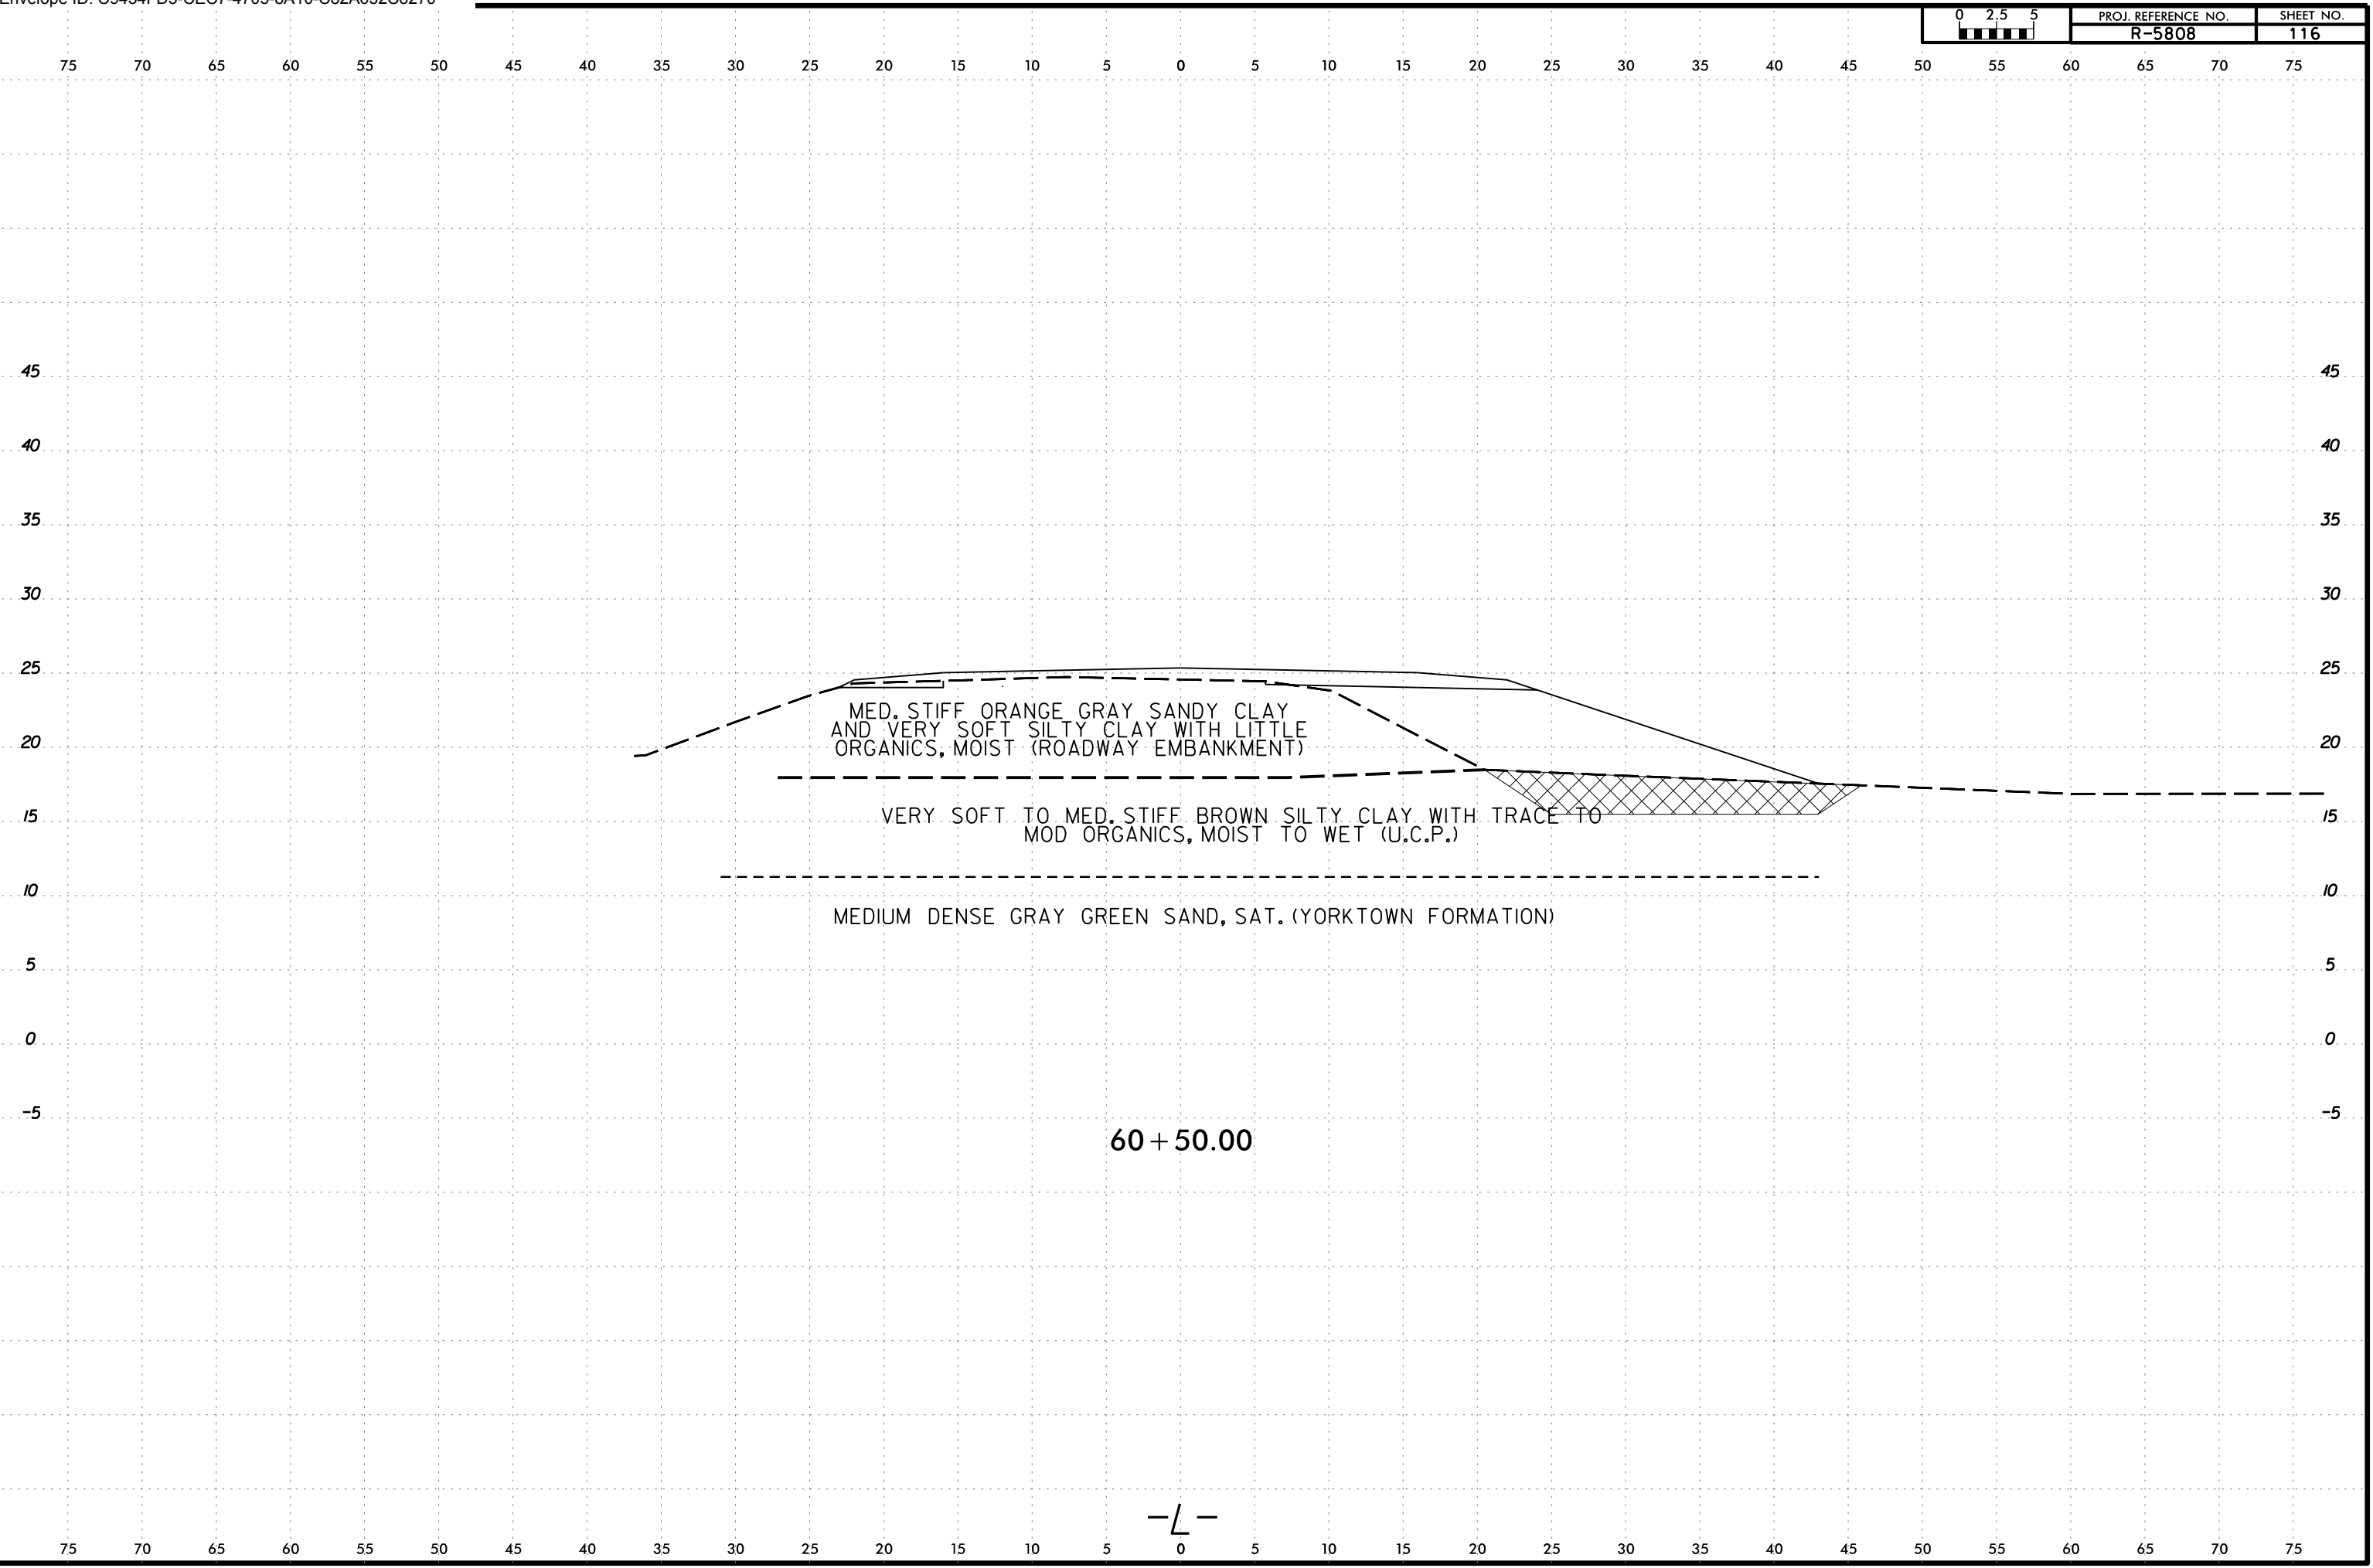 0 2.5 5
PROJ. REFERENCE NO.
SHEET NO.
R-5808
116
75 70 65 60 55 50 45 40 35 30 25 20 15 10 5 0 5 10 15 20 25 30 35 40 45 50 55 60 65 70 75
45 45
40 40
35 35
30 30
25 25
20 20
15 15
10 10
5 5
0 0
-5 -5
MED. STIFF ORANGE GRAY SANDY CLAY
AND VERY SOFT SILTY CLAY WITH LITTLE
ORGANICS, MOIST (ROADWAY EMBANKMENT)
VERY SOFT TO MED. STIFF BROWN SILTY CLAY WITH TRACE TO
MOD ORGANICS, MOIST TO WET (U.C.P.)
MEDIUM DENSE GRAY GREEN SAND, SAT. (YORKTOWN FORMATION)
60+50.00
-L-
75 70 65 60 55 50 45 40 35 30 25 20 15 10 5 0 5 10 15 20 25 30 35 40 45 50 55 60 65 70 75